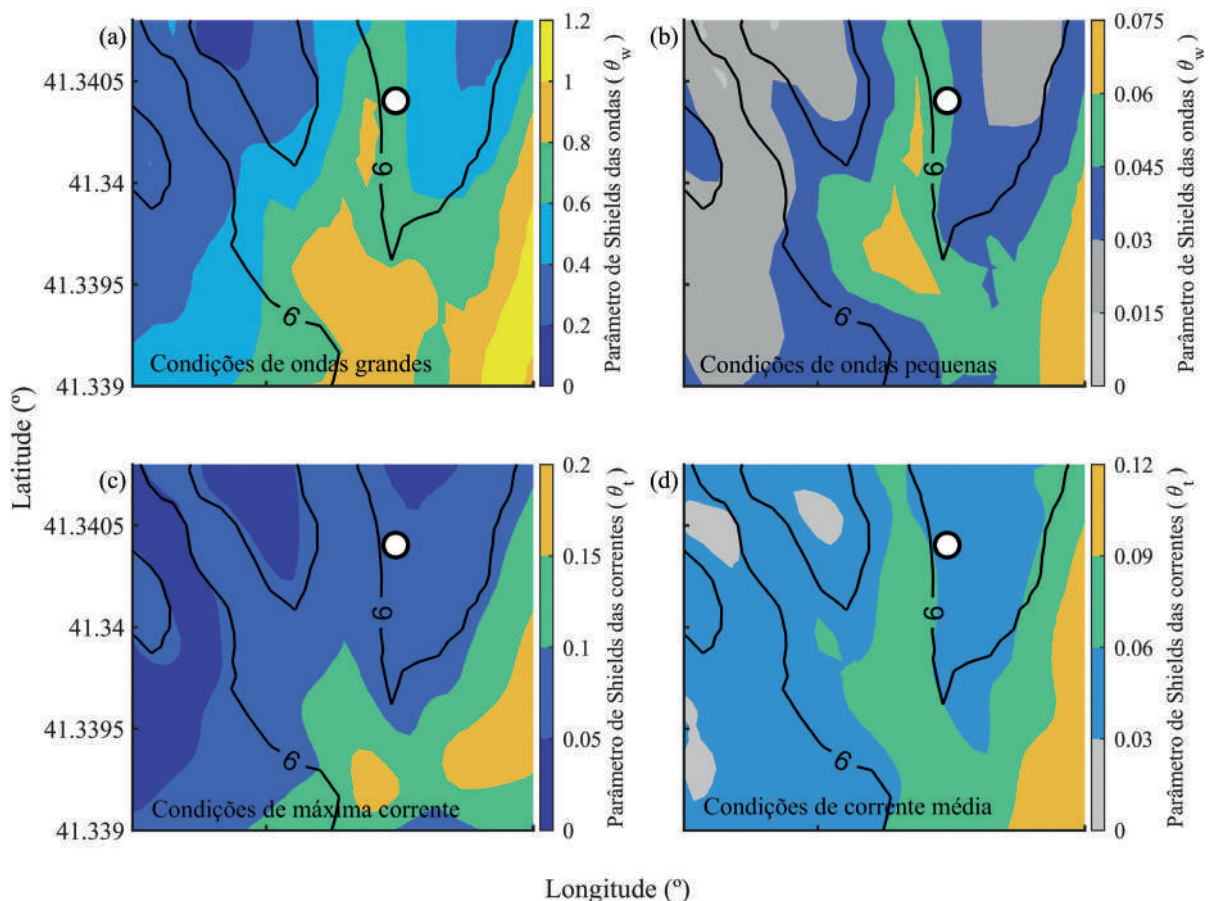 (a)
41.3405
41.34
41.3395
41.339
6
Condições de ondas grandes
1.2
1
0.8
0.6
0.4
0.2
0
Parâmetro de Shields das ondas ( θw )
(b)
6
Condições de ondas pequenas
0.075
0.06
0.045
0.03
0.015
0
Parâmetro de Shields das ondas ( θw )
Latitude (º)
(c)
41.3405
41.34
41.3395
41.339
6
Condições de máxima corrente
0.2
0.15
0.1
0.05
0
Parâmetro de Shields das correntes ( θt )
(d)
6
Condições de corrente média
0.12
0.09
0.06
0.03
0
Parâmetro de Shields das correntes ( θt )
Longitude (º)